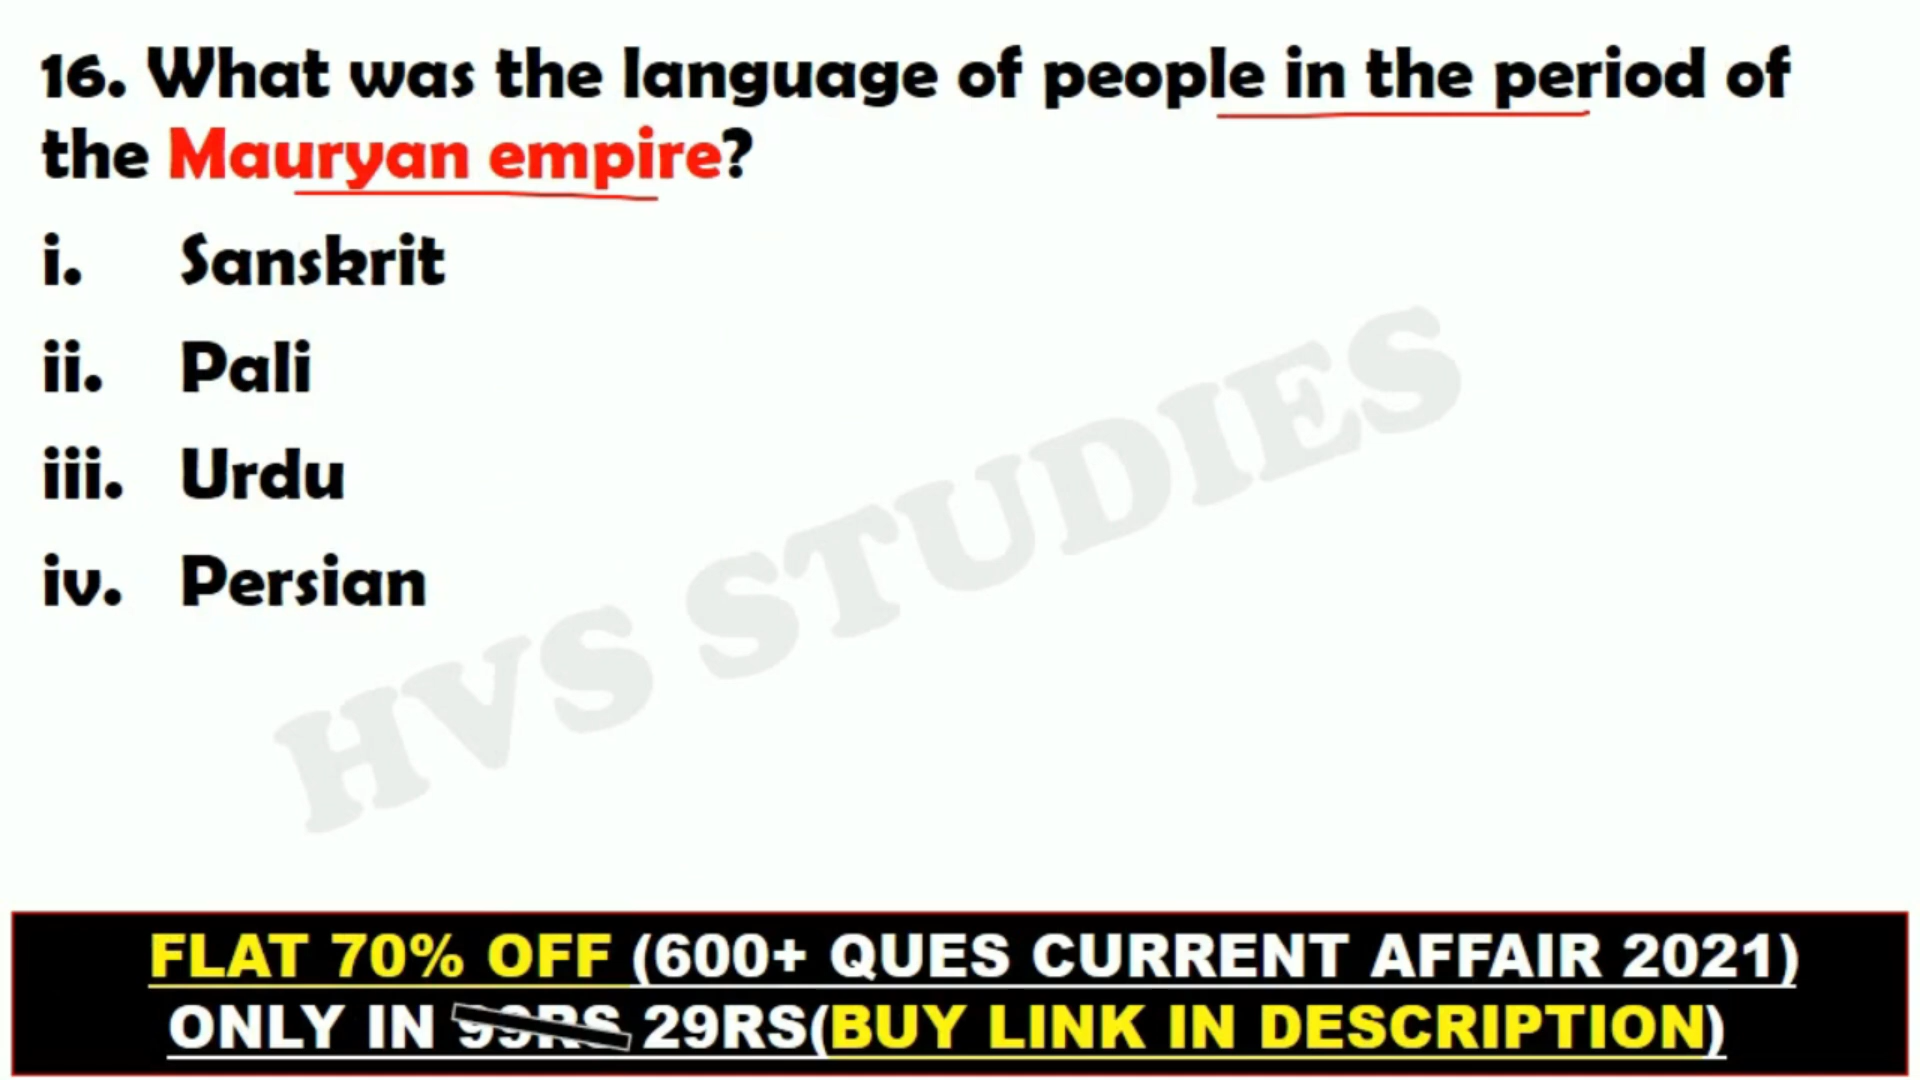 16. What was the language of people in the period of
the Mauryan empire?
i. Sanskrit
ii. Pali
iii. Urdu
iv. Persian
HVS STUDIES
FLAT 70% OFF (600+ QUES CURRENT AFFAIR 2021)
ONLY IN 99RS 29RS(BUY LINK IN DESCRIPTION)